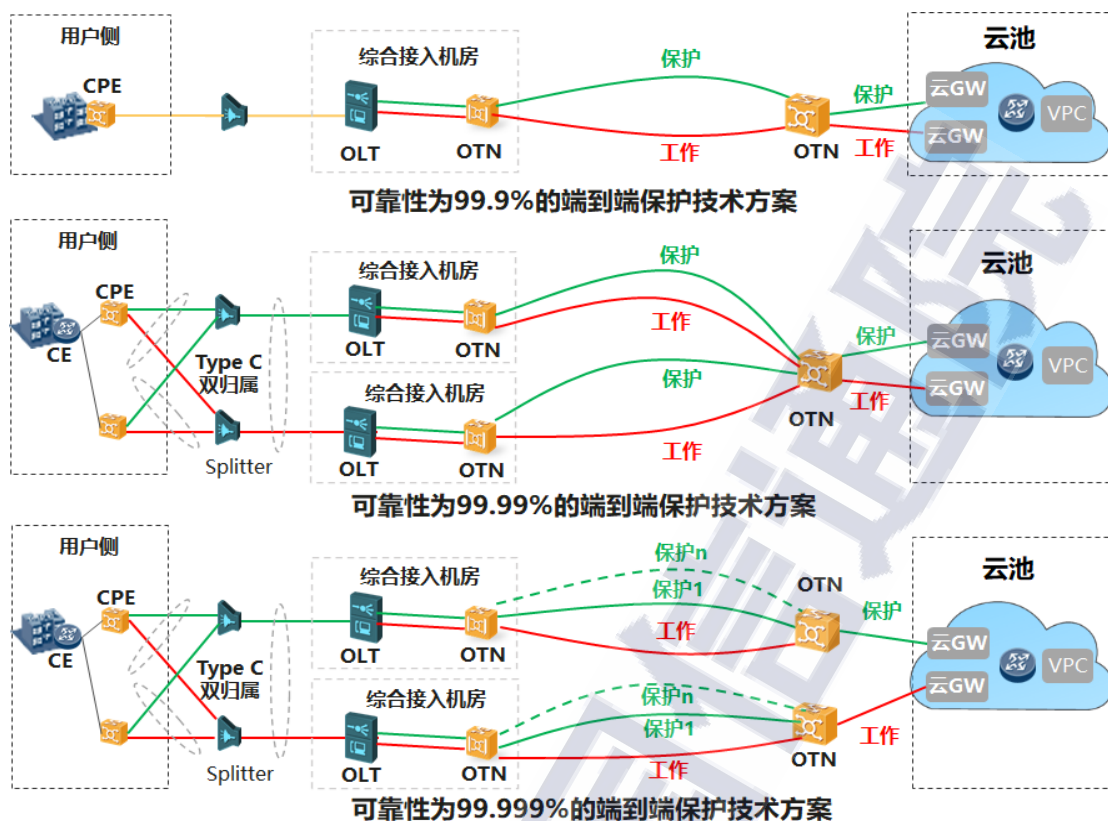 用户侧
综合接入机房
云池
CPE
保护
保护
云GW
VPC
云GW
OLT
OTN
工作
OTN
工作
可靠性为99.9%的端到端保护技术方案
用户侧
综合接入机房
云池
CPE
保护
工作
保护
云GW
VPC
云GW
CE
OLT
OTN
Type C
双归属
综合接入机房
保护
工作
OTN
Splitter
OLT
OTN
工作
可靠性为99.99%的端到端保护技术方案
用户侧
综合接入机房
云池
CPE
保护n
保护1
OTN
保护
工作
云GW
VPC
云GW
CE
OLT
OTN
Type C
双归属
综合接入机房
保护n
保护1
工作
Splitter
OLT
OTN
工作
OTN
可靠性为99.999%的端到端保护技术方案